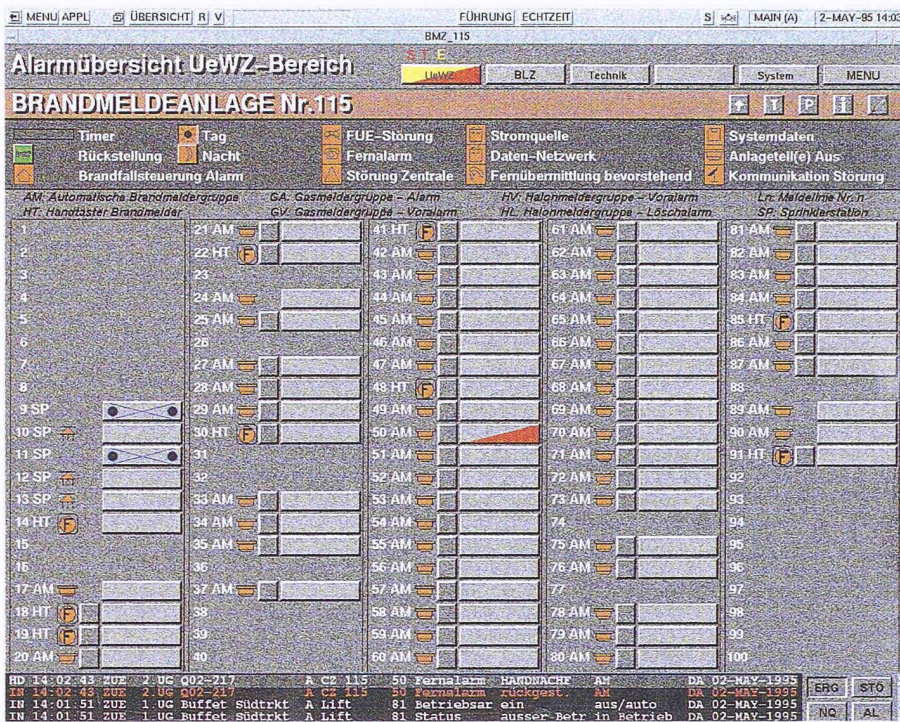 MENU APPL ÜBERSICHT R V FÜHRUNG ECHTZEIT S MAIN (A) 2-MAY-95 14:03
BMZ_115
Alarmübersicht UeWZ-Bereich S T E UeWZ BLZ Technik System MENU
BRANDMELDEANLAGE Nr.115 T P i
Timer Tag FUE-Störung Stromquelle Systemdaten
Rückstellung Nacht Fernalarm Daten-Netzwerk Anlageteil(e) Aus
Brandfallsteuerung Alarm Störung Zentrale Fernübermittlung bevorstehend Kommunikation Störung
AM: Automatische Brandmeldergruppe GA: Gasmeldergruppe - Alarm HV: Halonmeldergruppe - Voralarm Ln: Meldelinie Nr. n
HT: Handtaster Brandmelder GV: Gasmeldergruppe - Voralarm HL: Halonmeldergruppe - Löschalarm SP: Sprinklerstation
1 21 AM 41 HT F 61 AM 81 AM
2 22 HT F 42 AM 62 AM 82 AM
3 23 43 AM 63 AM 83 AM
4 24 AM 44 AM 64 AM 84 AM
5 25 AM 45 AM 65 AM 85 HT F
6 26 46 AM 66 AM 86 AM
7 27 AM 47 AM 67 AM 87 AM
8 28 AM 48 HT F 68 AM 88
9 SP 29 AM 49 AM 69 AM 89 AM
10 SP 30 HT F 50 AM 70 AM 90 AM
11 SP 31 51 AM 71 AM 91 HT F
12 SP 32 52 AM 72 AM 92
13 SP 33 AM 53 AM 73 AM 93
14 HT F 34 AM 54 AM 74 94
15 35 AM 55 AM 75 AM 95
16 36 56 AM 76 AM 96
17 AM 37 AM 57 AM 77 97
18 HT F 38 58 AM 78 AM 98
19 HT F 39 59 AM 79 AM 99
20 AM 40 60 AM 80 AM 100
HD 14:02:43 ZUE 2.UG Q02-217 A CZ 115 50 Fernalarm HANDNACHF AM DA 02-MAY-1995 ERG STO
IN 14:02:43 ZUE 2.UG Q02-217 A CZ 115 50 Fernalarm rückgest. AM DA 02-MAY-1995
IN 14:01:51 ZUE 1.UG Buffet Südtrkt A Lift 81 Betriebsar ein aus/auto DA 02-MAY-1995 NQ AL
IN 14:01:51 ZUE 1.UG Buffet Südtrkt A Lift 81 Status ausser Betr in Betrieb DA 02-MAY-1995